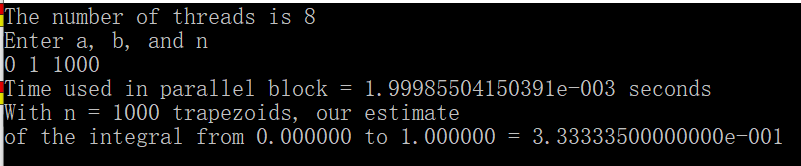 The number of threads is 8
Enter a, b, and n
0 1 1000
Time used in parallel block = 1.99985504150391e-003 seconds
With n = 1000 trapezoids, our estimate
of the integral from 0.000000 to 1.000000 = 3.33333500000000e-001